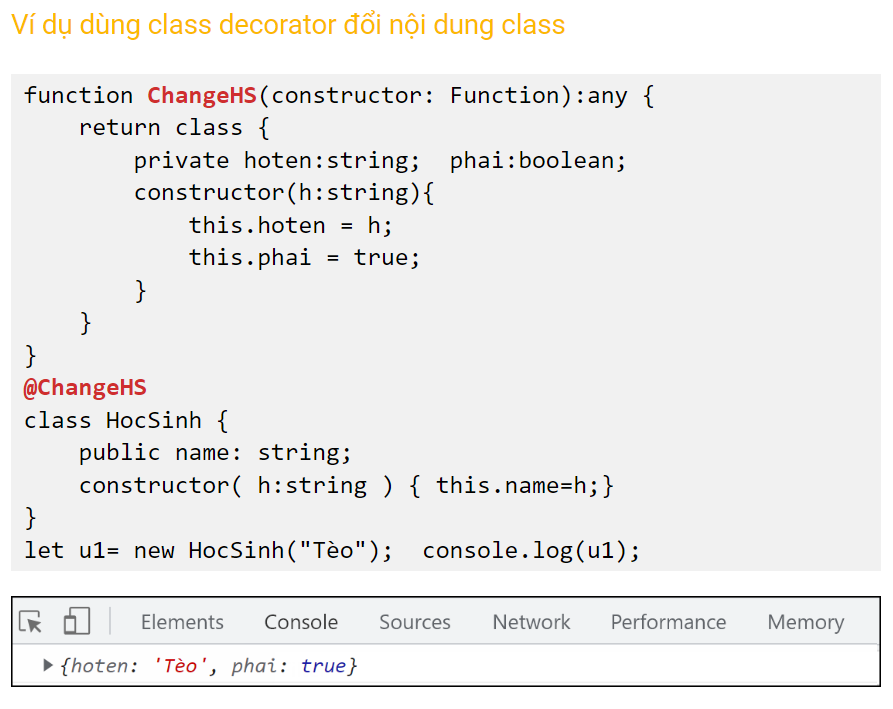 Ví dụ dùng class decorator đổi nội dung class
function ChangeHS(constructor: Function):any {
    return class {
        private hoten:string;  phai:boolean;
        constructor(h:string){
            this.hoten = h;
            this.phai = true;
        }
    }
}
@ChangeHS
class HocSinh {
    public name: string;
    constructor( h:string ) { this.name=h;}
}
let u1= new HocSinh("Tèo");  console.log(u1);
Elements Console Sources Network Performance Memory
{hoten: 'Tèo', phai: true}